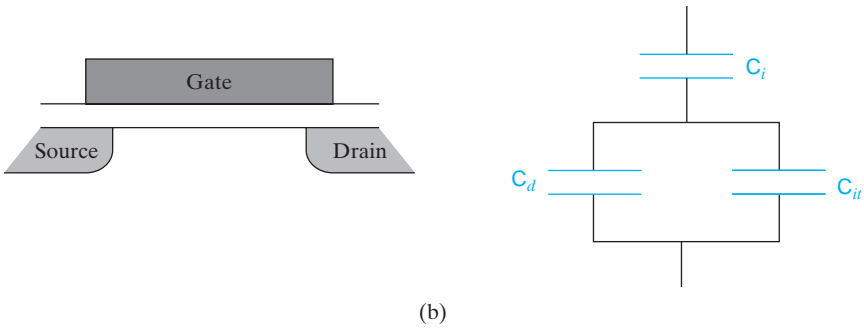 Gate
Source
Drain
C_i
C_d
C_it
(b)